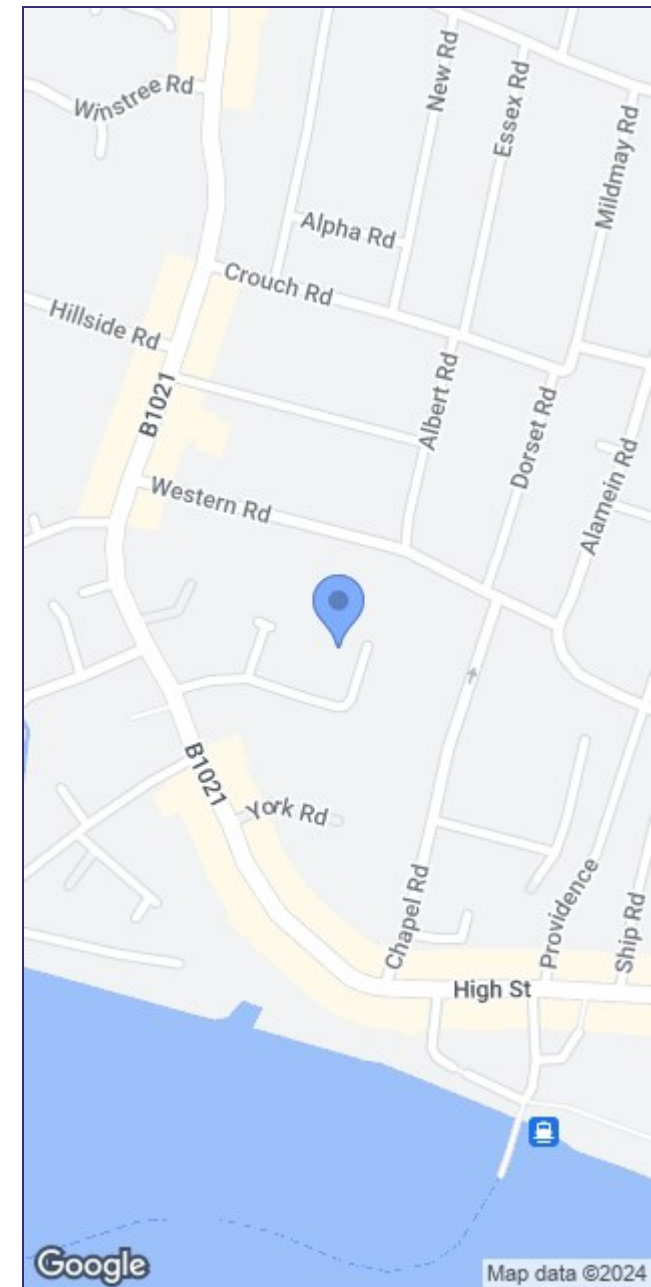 Winstree Rd
New Rd
Essex Rd
Mildmay Rd
Alpha Rd
Crouch Rd
Hillside Rd
B1021
Albert Rd
Dorset Rd
Alamein Rd
Western Rd
B1021
York Rd
Chapel Rd
Providence
Ship Rd
High St
Google
Map data ©2024